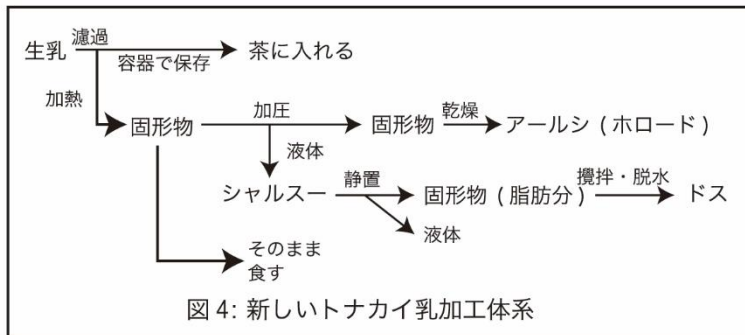 濾過
生乳
茶に入れる
容器で保存
加熱
加圧
乾燥
固形物
固形物
アールシ(ホロード)
液体
静置
攪拌・脱水
シャルスー
固形物(脂肪分)
ドス
液体
そのまま
食す
図4: 新しいトナカイ乳加工体系